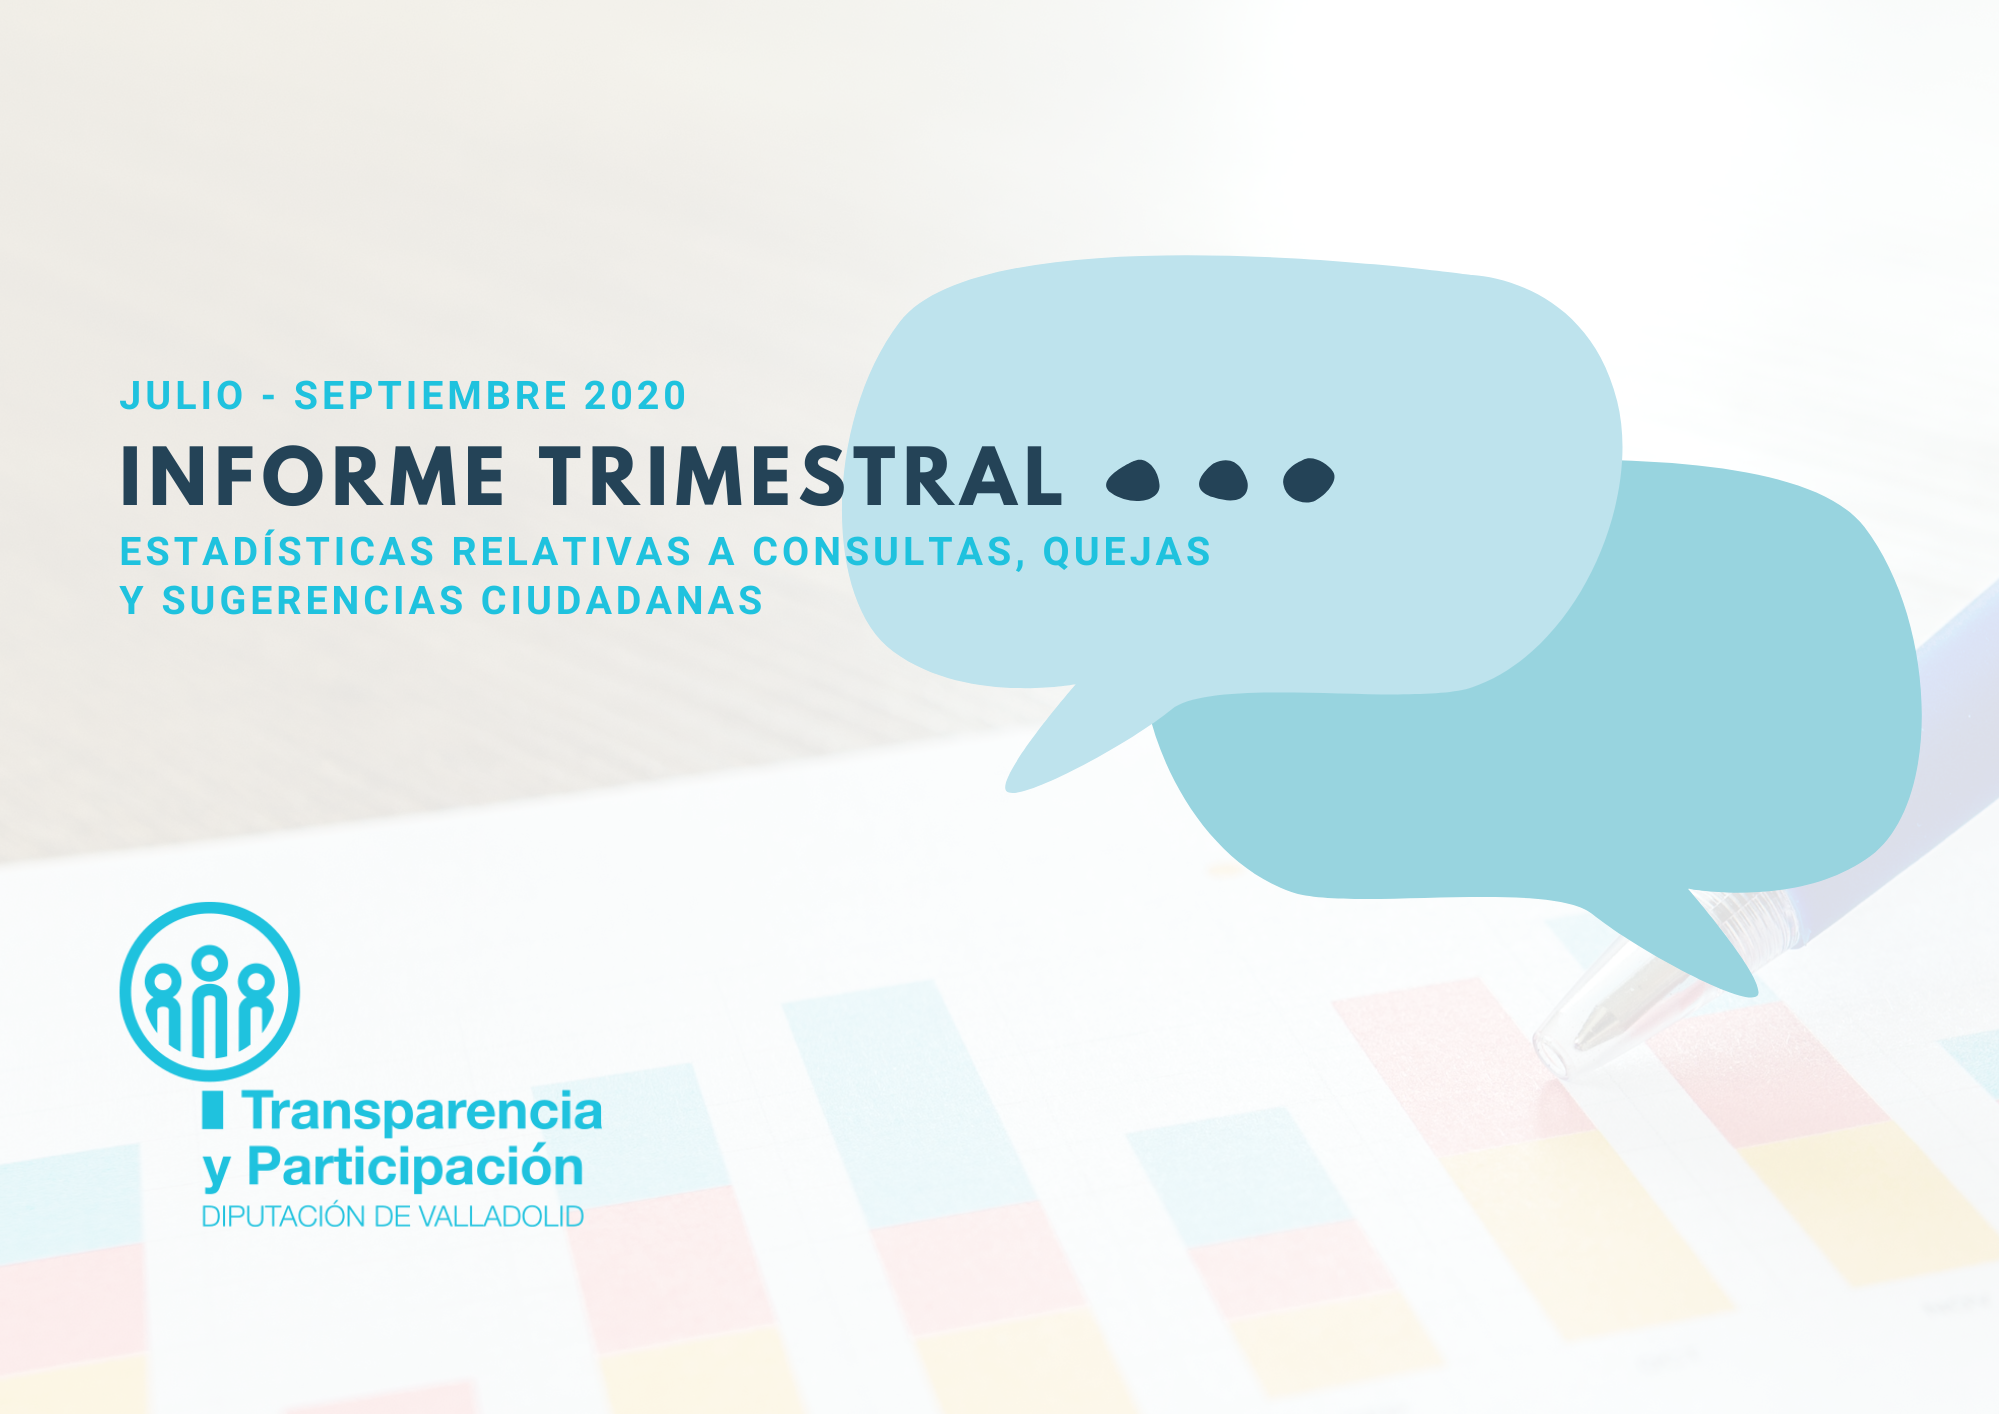 JULIO - SEPTIEMBRE 2020
INFORME TRIMESTRAL
ESTADÍSTICAS RELATIVAS A CONSULTAS, QUEJAS
Y SUGERENCIAS CIUDADANAS
Transparencia
y Participación
DIPUTACIÓN DE VALLADOLID